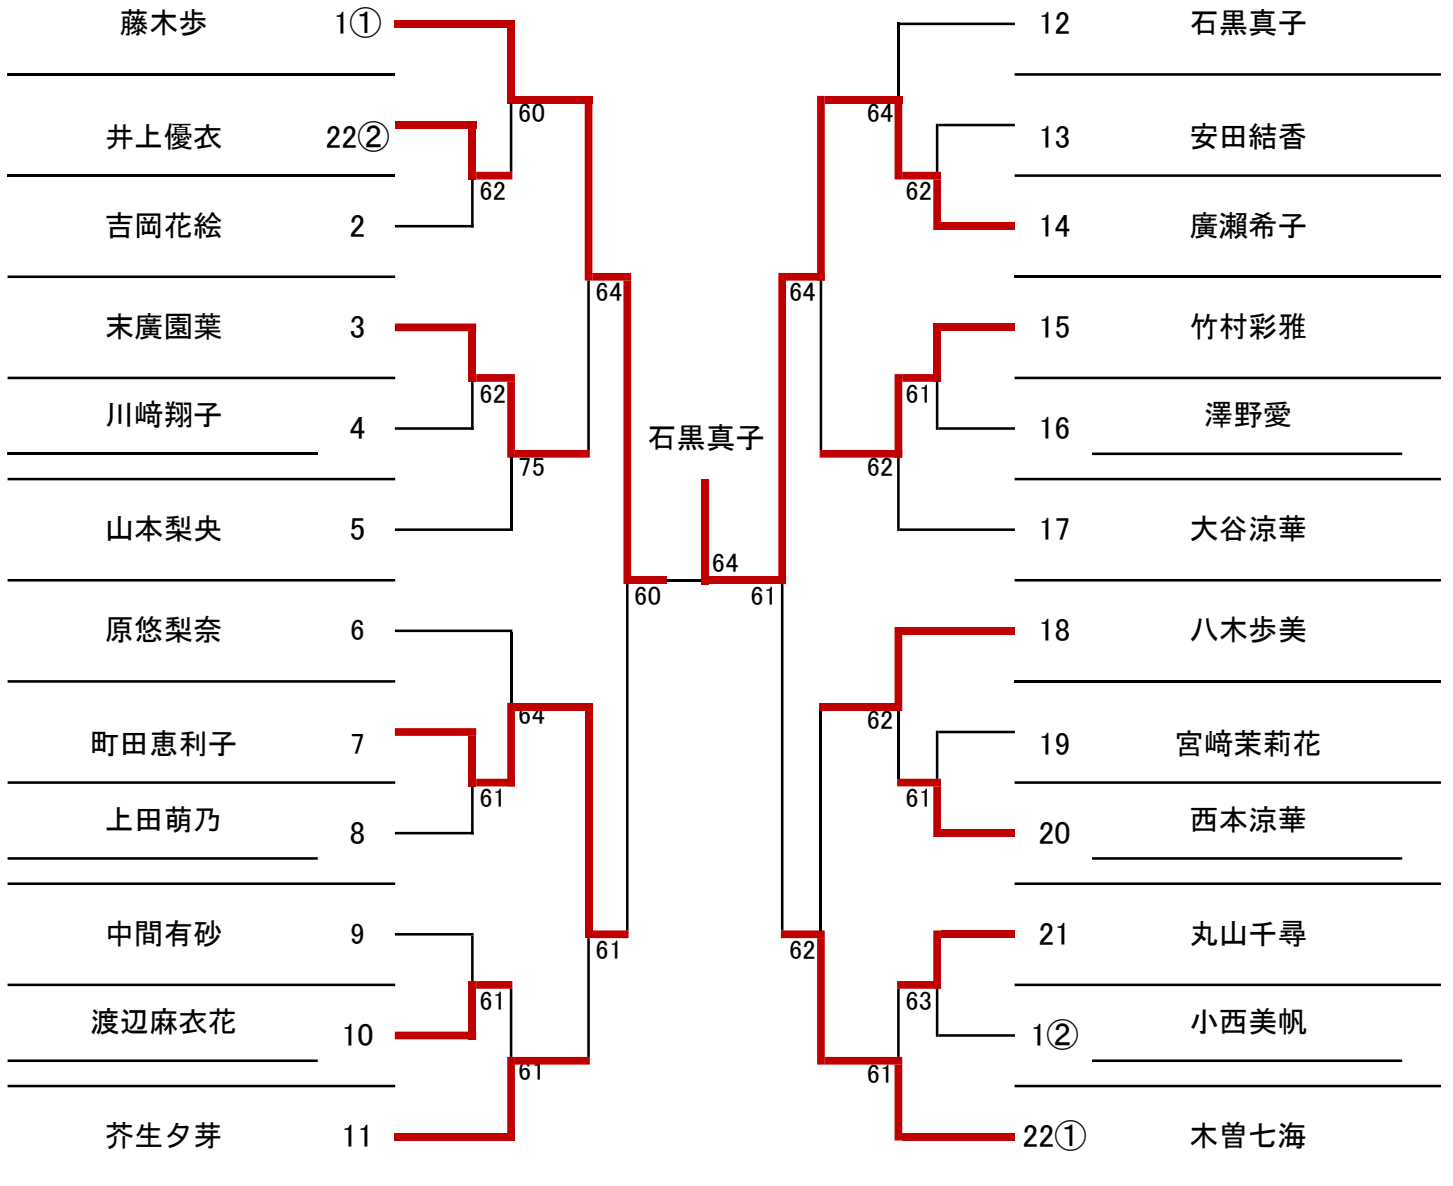 藤木歩 1①
60
井上優衣 22②
62
吉岡花絵 2
64
末廣園葉 3
62
川﨑翔子 4
75
山本梨央 5
60
原悠梨奈 6
64
町田恵利子 7
61
上田萌乃 8
61
中間有砂 9
61
渡辺麻衣花 10
61
芥生夕芽 11
石黒真子
64
12 石黒真子
64
13 安田結香
62
14 廣瀨希子
64
15 竹村彩雅
61
16 澤野愛
62
17 大谷涼華
61
18 八木歩美
62
19 宮﨑茉莉花
61
20 西本涼華
62
21 丸山千尋
63
1② 小西美帆
61
22① 木曽七海